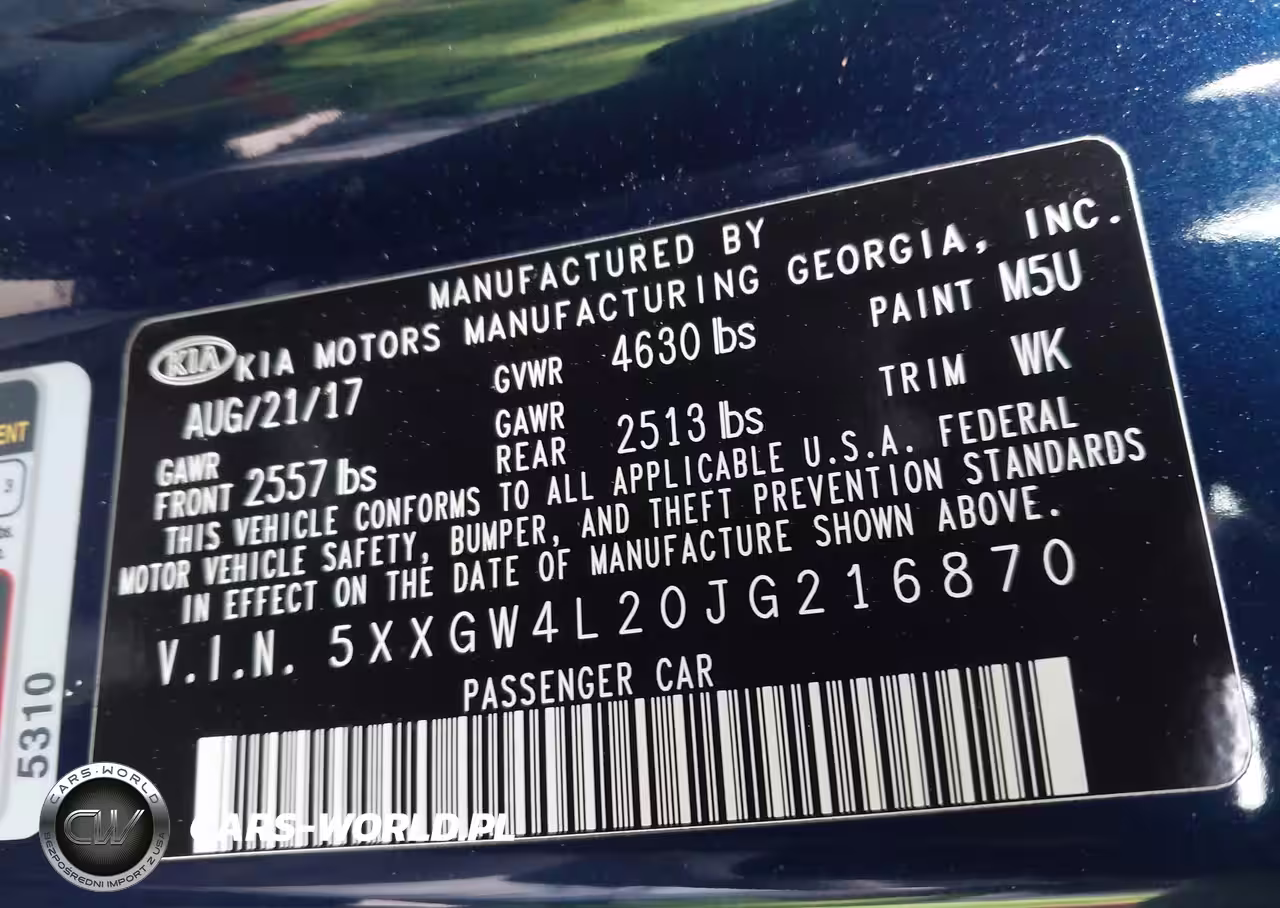 MANUFACTURED BY
KIA KIA MOTORS MANUFACTURING GEORGIA, INC.
AUG/21/17 GVWR 4630 lbs PAINT M5U
GAWR FRONT 2557 lbs GAWR REAR 2513 lbs TRIM WK
THIS VEHICLE CONFORMS TO ALL APPLICABLE U.S.A. FEDERAL
MOTOR VEHICLE SAFETY, BUMPER, AND THEFT PREVENTION STANDARDS
IN EFFECT ON THE DATE OF MANUFACTURE SHOWN ABOVE.
V.I.N. 5XXGW4L20JG216870
PASSENGER CAR
5310
CARS-WORLD
CW
BEZPOŚREDNI IMPORT Z USA
CARS-WORLD.PL